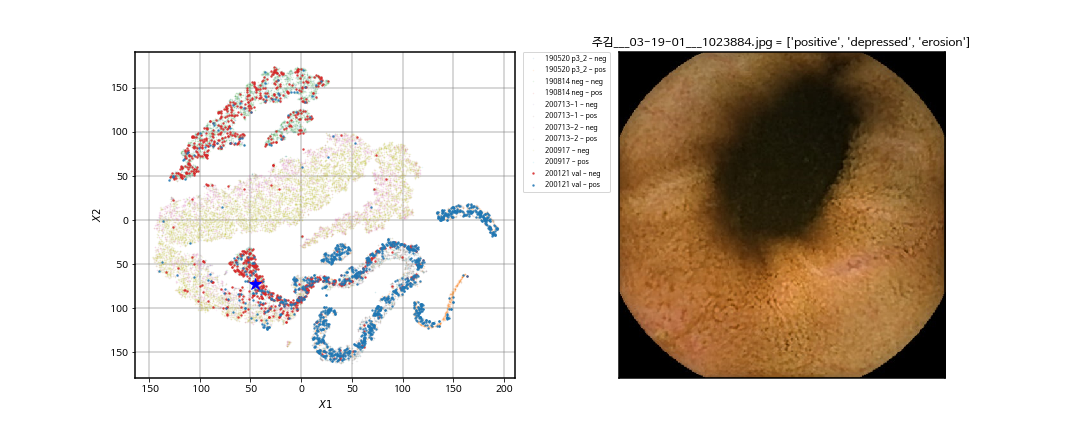 주김___03-19-01___1023884.jpg = ['positive', 'depressed', 'erosion']
190520 p3_2 - neg
190520 p3_2 - pos
190814 neg - neg
190814 neg - pos
200713-1 - neg
200713-1 - pos
200713-2 - neg
200713-2 - pos
200917 - neg
200917 - pos
200121 val - neg
200121 val - pos
150
100
50
0
50
100
150
X2
150 100 50 0 50 100 150 200
X1